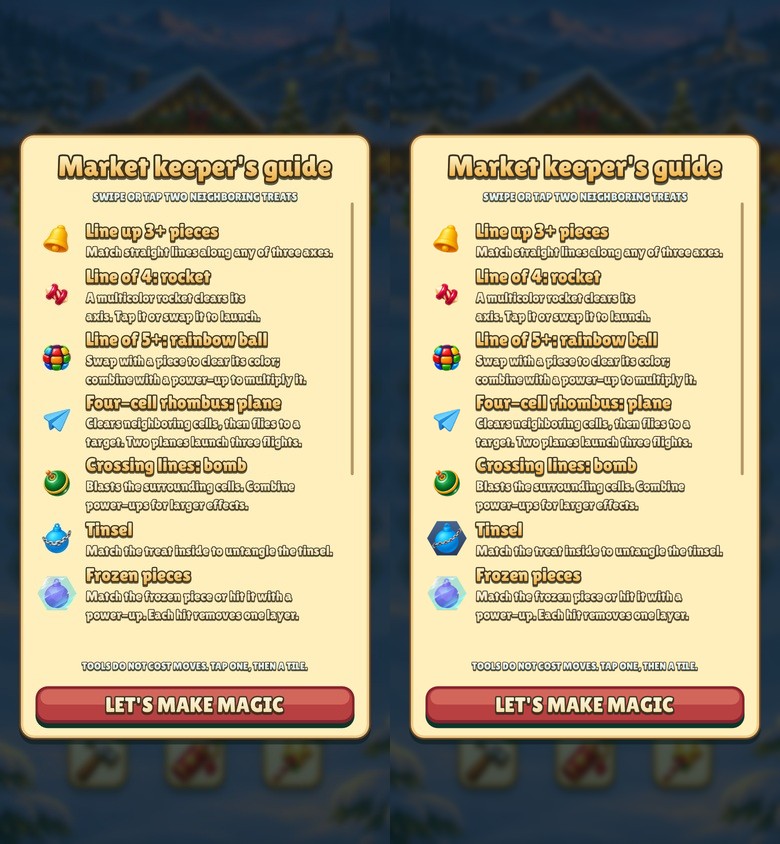 Market keeper's guide
SWIPE OR TAP TWO NEIGHBORING TREATS
Line up 3+ pieces
Match straight lines along any of three axes.
Line of 4: rocket
A multicolor rocket clears its
axis. Tap it or swap it to launch.
Line of 5+: rainbow ball
Swap with a piece to clear its color;
combine with a power-up to multiply it.
Four-cell rhombus: plane
Clears neighboring cells, then flies to a
target. Two planes launch three flights.
Crossing lines: bomb
Blasts the surrounding cells. Combine
power-ups for larger effects.
Tinsel
Match the treat inside to untangle the tinsel.
Frozen pieces
Match the frozen piece or hit it with a
power-up. Each hit removes one layer.
TOOLS DO NOT COST MOVES. TAP ONE, THEN A TILE.
LET'S MAKE MAGIC
Market keeper's guide
SWIPE OR TAP TWO NEIGHBORING TREATS
Line up 3+ pieces
Match straight lines along any of three axes.
Line of 4: rocket
A multicolor rocket clears its
axis. Tap it or swap it to launch.
Line of 5+: rainbow ball
Swap with a piece to clear its color;
combine with a power-up to multiply it.
Four-cell rhombus: plane
Clears neighboring cells, then flies to a
target. Two planes launch three flights.
Crossing lines: bomb
Blasts the surrounding cells. Combine
power-ups for larger effects.
Tinsel
Match the treat inside to untangle the tinsel.
Frozen pieces
Match the frozen piece or hit it with a
power-up. Each hit removes one layer.
TOOLS DO NOT COST MOVES. TAP ONE, THEN A TILE.
LET'S MAKE MAGIC